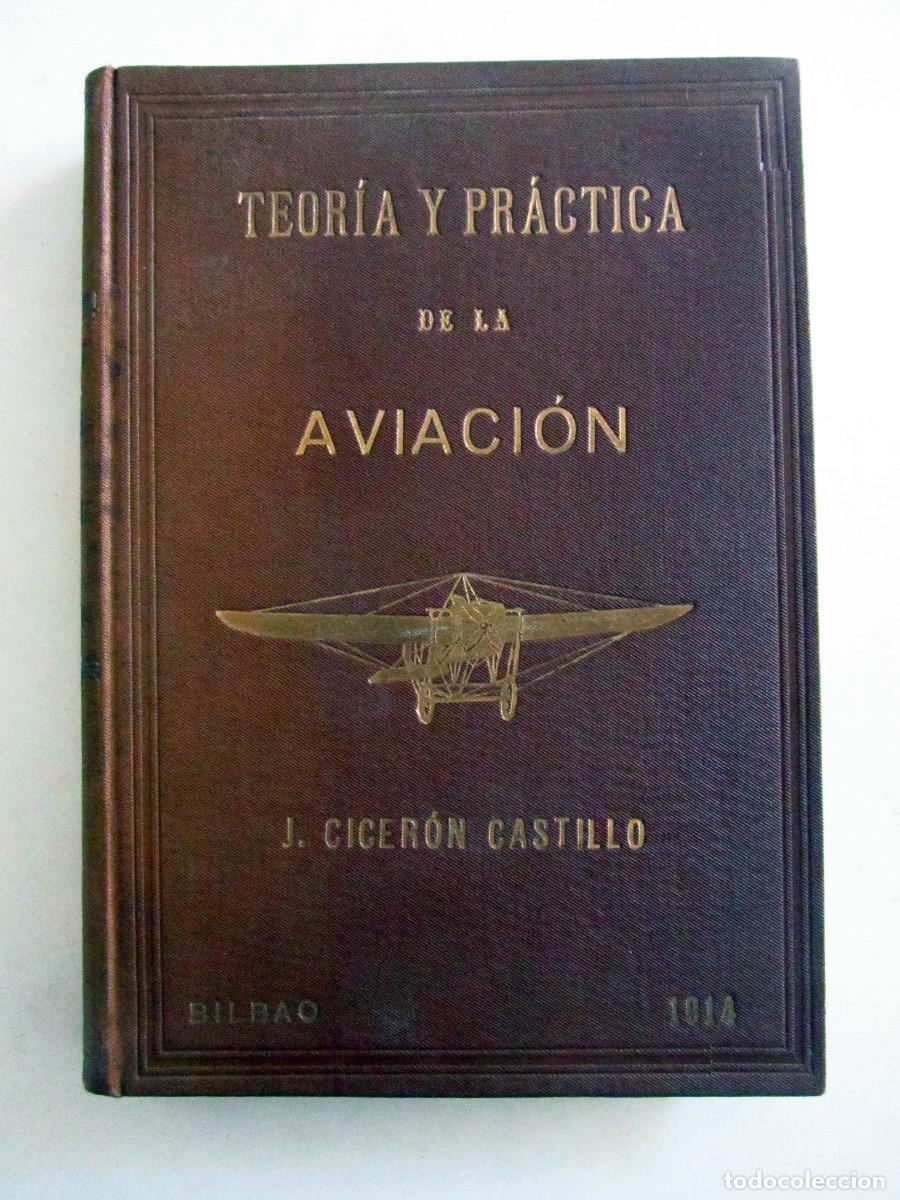 TEORÍA Y PRÁCTICA
DE LA
AVIACIÓN
J. CICERÓN CASTILLO
BILBAO 1914
todocoleccion